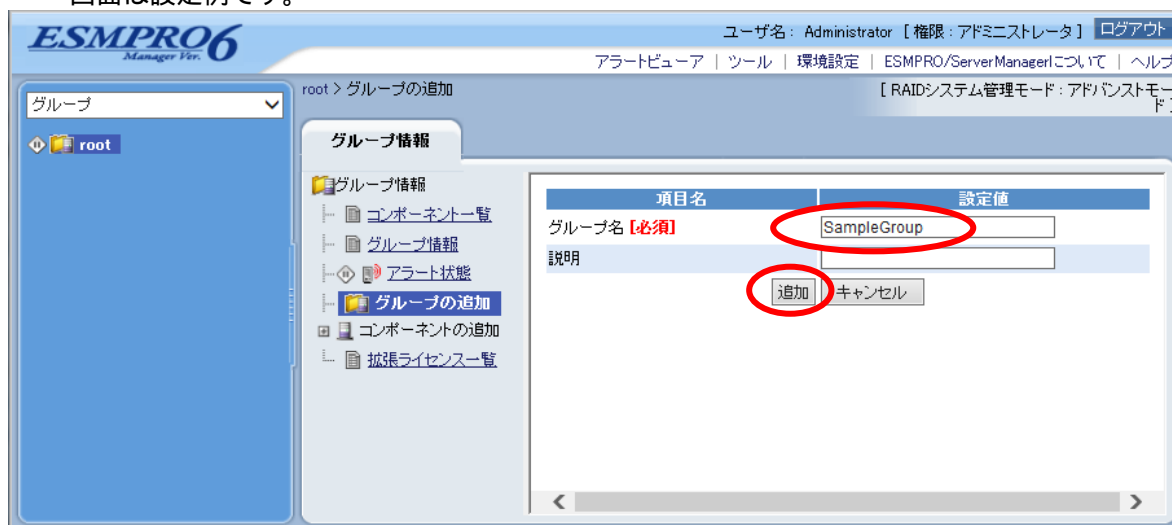 画面は設定例です。
ESMPRO6
Manager Ver.
ユーザ名： Administrator [ 権限：アドミニストレータ ] ログアウト
アラートビューア | ツール | 環境設定 | ESMPRO/ServerManagerについて | ヘルプ
グループ
root
root > グループの追加
[ RAIDシステム管理モード：アドバンストモード ]
グループ情報
グループ情報
コンポーネント一覧
グループ情報
アラート状態
グループの追加
コンポーネントの追加
拡張ライセンス一覧
項目名 設定値
グループ名 [必須] SampleGroup
説明
追加 キャンセル